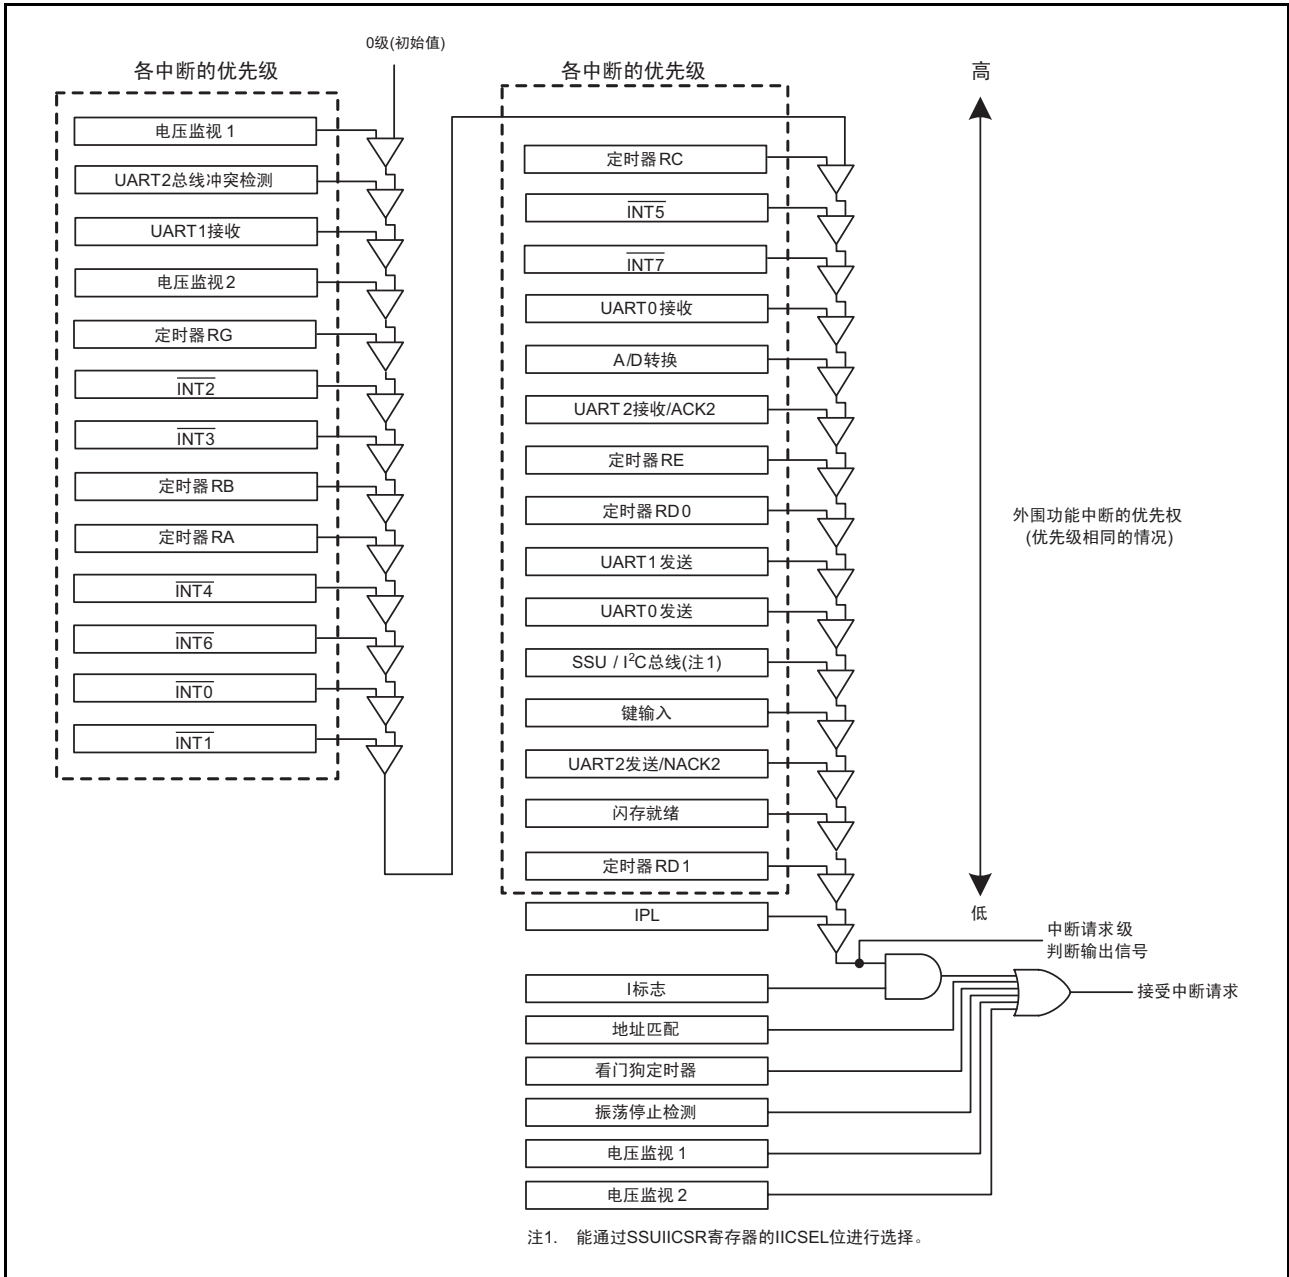 0级(初始值)
各中断的优先级
电压监视 1
UART2总线冲突检测
UART1接收
电压监视2
定时器RG
INT2
INT3
定时器RB
定时器RA
INT4
INT6
INT0
INT1
各中断的优先级
定时器RC
INT5
INT7
UART0接收
A/D转换
UART2接收/ACK2
定时器RE
定时器RD0
UART1发送
UART0发送
SSU / I²C总线(注1)
键输入
UART2发送/NACK2
闪存就绪
定时器RD1
IPL
I标志
地址匹配
看门狗定时器
振荡停止检测
电压监视 1
电压监视 2
高
外围功能中断的优先权
(优先级相同的情况)
低
中断请求级
判断输出信号
接受中断请求
注1. 能通过SSUIICSR寄存器的IICSEL位进行选择。